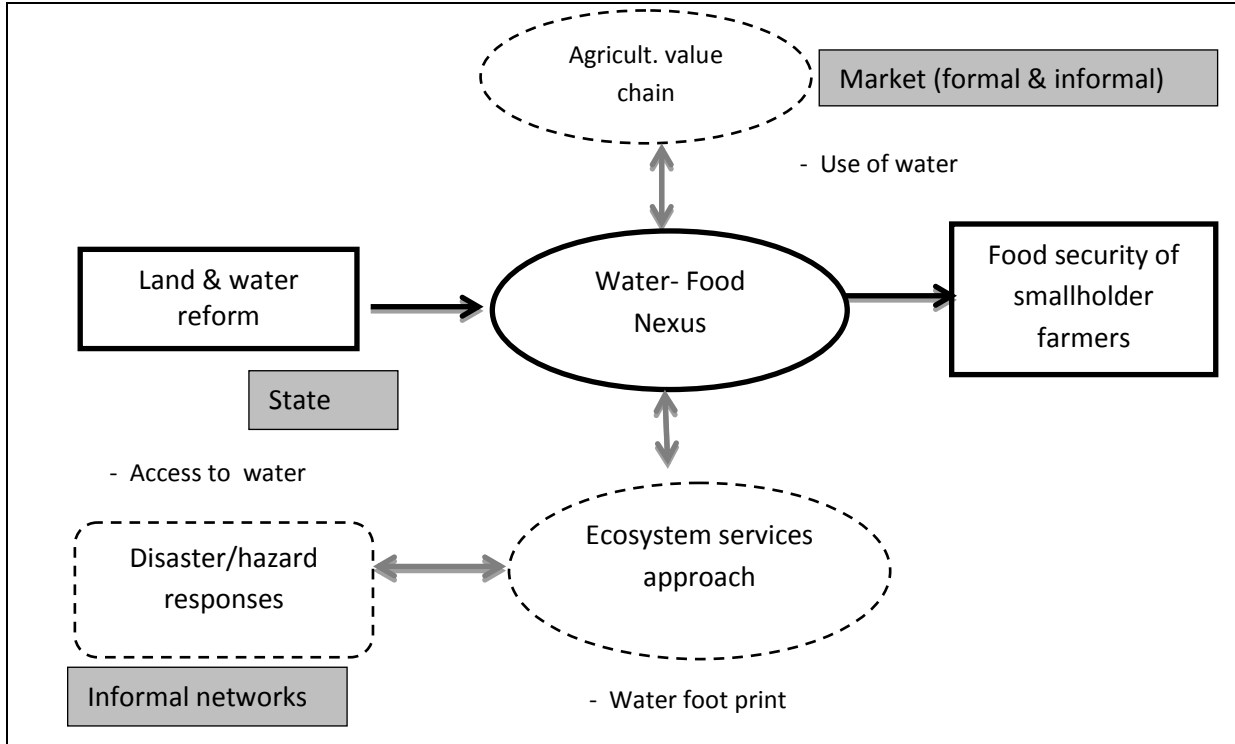 Agricult. value
chain
Market (formal & informal)
- Use of water
Land & water
reform
Water- Food
Nexus
Food security of
smallholder
farmers
State
- Access to  water
Disaster/hazard
responses
Ecosystem services
approach
Informal networks
- Water foot print